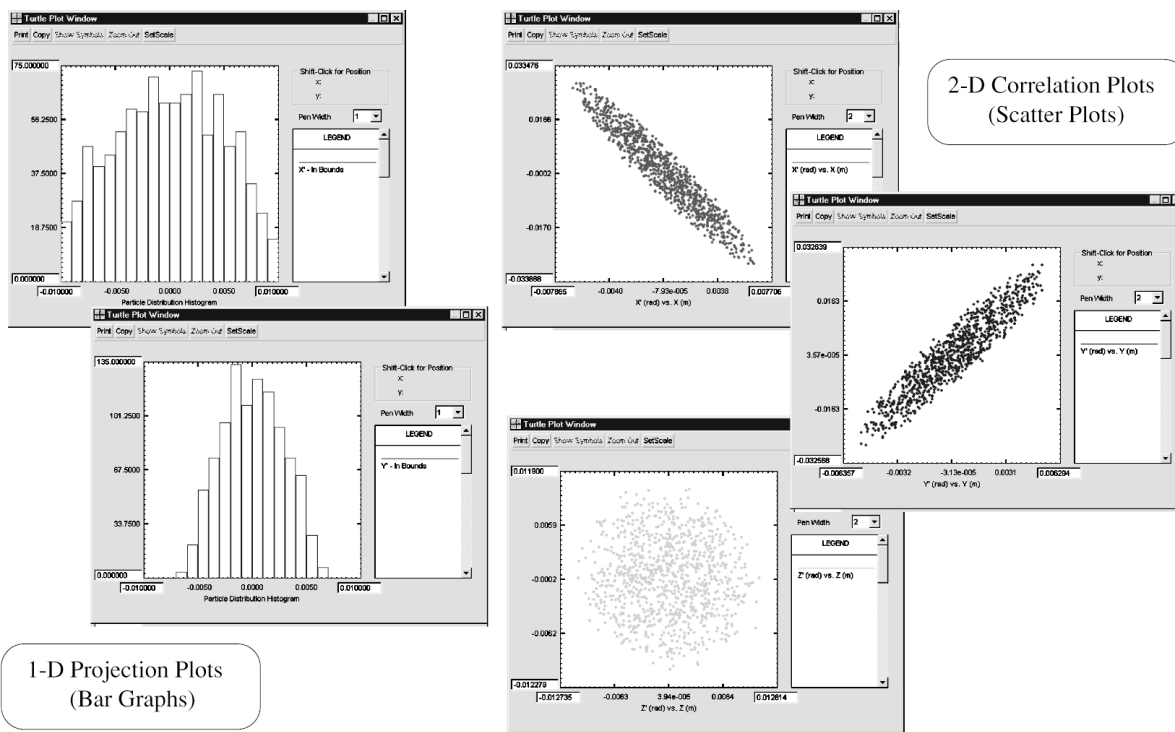 Turtle Plot Window
Print Copy Show Symbols Zoom Out SetScale
75.000000
56.2500
37.5000
18.7500
0.000000
-0.010000
-0.0050
0.0000
0.0050
0.010000
Particle Distribution Histogram
Shift-Click for Position
x:
y:
Pen Width 1
LEGEND
X' - In Bounds
Turtle Plot Window
Print Copy Show Symbols Zoom Out SetScale
135.000000
101.2500
67.5000
33.7500
0.000000
-0.010000
-0.0050
0.0000
0.0050
0.010000
Particle Distribution Histogram
Shift-Click for Position
x:
y:
Pen Width 1
LEGEND
Y' - In Bounds
1-D Projection Plots
(Bar Graphs)
Turtle Plot Window
Print Copy Show Symbols Zoom Out SetScale
0.033476
0.0166
-0.0002
-0.0170
-0.033888
-0.007865
-0.0040
-7.93e-005
0.0038
0.007706
X' (rad) vs. X (m)
Shift-Click for Position
x:
y:
Pen Width 2
LEGEND
X' (rad) vs. X (m)
2-D Correlation Plots
(Scatter Plots)
Turtle Plot Window
Print Copy Show Symbols Zoom Out SetScale
0.032639
0.0163
3.57e-005
-0.0163
-0.032568
-0.006357
-0.0032
-3.13e-005
0.0031
0.006294
Y' (rad) vs. Y (m)
Shift-Click for Position
x:
y:
Pen Width 2
LEGEND
Y' (rad) vs. Y (m)
Turtle Plot Window
Print Copy Show Symbols Zoom Out SetScale
0.011900
0.0059
-0.0002
-0.0062
-0.012279
-0.012735
-0.0063
3.94e-005
0.0064
0.012814
Z' (rad) vs. Z (m)
Pen Width 2
LEGEND
Z' (rad) vs. Z (m)